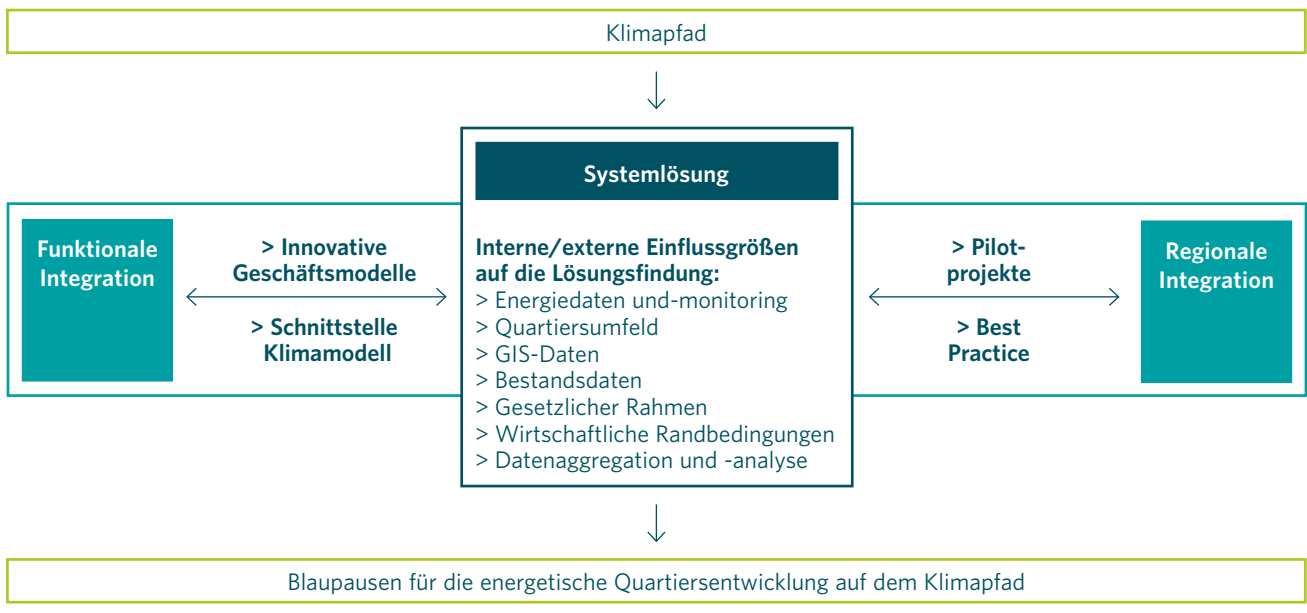 Klimapfad
Funktionale
Integration
> Innovative
Geschäftsmodelle
> Schnittstelle
Klimamodell
Systemlösung
Interne/externe Einflussgrößen
auf die Lösungsfindung:
> Energiedaten und-monitoring
> Quartiersumfeld
> GIS-Daten
> Bestandsdaten
> Gesetzlicher Rahmen
> Wirtschaftliche Randbedingungen
> Datenaggregation und -analyse
> Pilot-
projekte
> Best
Practice
Regionale
Integration
Blaupausen für die energetische Quartiersentwicklung auf dem Klimapfad